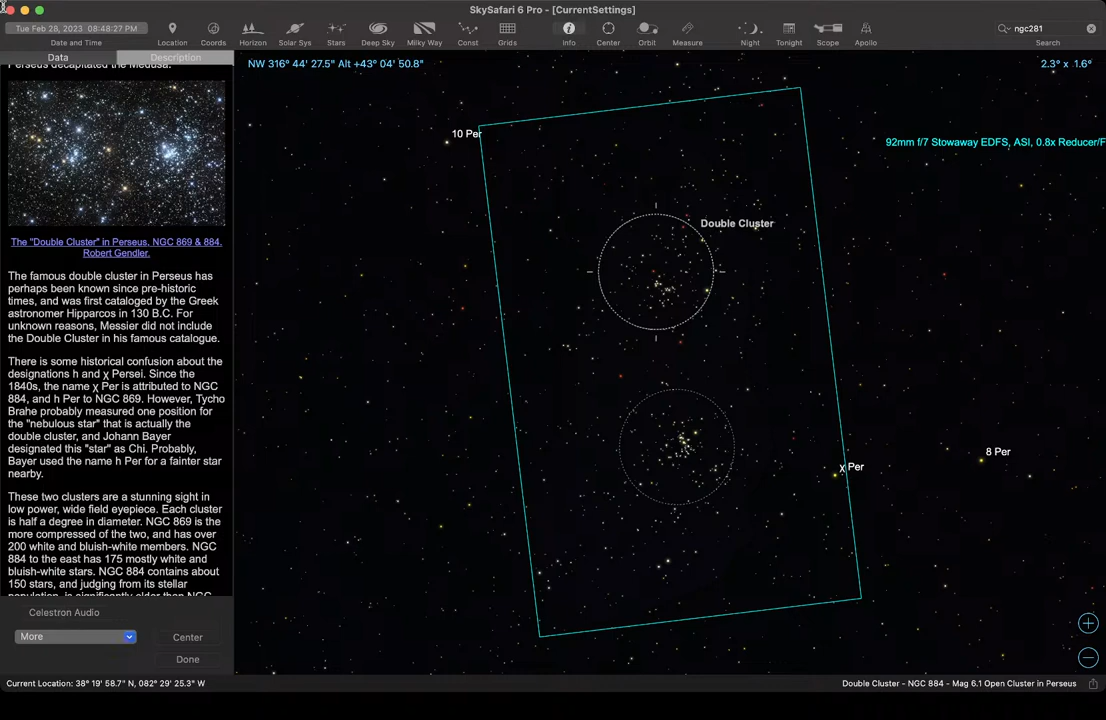 SkySafari 6 Pro - [CurrentSettings]
Tue Feb 28, 2023 08:48:27 PM
ngc281
Date and Time
Location
Coords
Horizon
Solar Sys
Stars
Deep Sky
Milky Way
Const
Grids
Info
Center
Orbit
Measure
Night
Tonight
Scope
Apollo
Search
Data
Description
Perseus decapitated the Medusa.
NW 316° 44' 27.5" Alt +43° 04' 50.8"
2.3° x 1.6°
92mm f/7 Stowaway EDFS, ASI, 0.8x Reducer/F
10 Per
Double Cluster
χ Per
8 Per
The "Double Cluster" in Perseus, NGC 869 & 884.
Robert Gendler.
The famous double cluster in Perseus has
perhaps been known since pre-historic
times, and was first cataloged by the Greek
astronomer Hipparcos in 130 B.C. For
unknown reasons, Messier did not include
the Double Cluster in his famous catalogue.
There is some historical confusion about the
designations h and χ Persei. Since the
1840s, the name χ Per is attributed to NGC
884, and h Per to NGC 869. However, Tycho
Brahe probably measured one position for
the "nebulous star" that is actually the
double cluster, and Johann Bayer
designated this "star" as Chi. Probably,
Bayer used the name h Per for a fainter star
nearby.
These two clusters are a stunning sight in
low power, wide field eyepiece. Each cluster
is half a degree in diameter. NGC 869 is the
more compressed of the two, and has over
200 white and bluish-white members. NGC
884 to the east has 175 mostly white and
bluish-white stars. NGC 884 contains about
150 stars, and judging from its stellar
population, is significantly older than NGC
Celestron Audio
More
Center
Done
Current Location: 38° 19' 58.7" N, 082° 29' 25.3" W
Double Cluster - NGC 884 - Mag 6.1 Open Cluster in Perseus